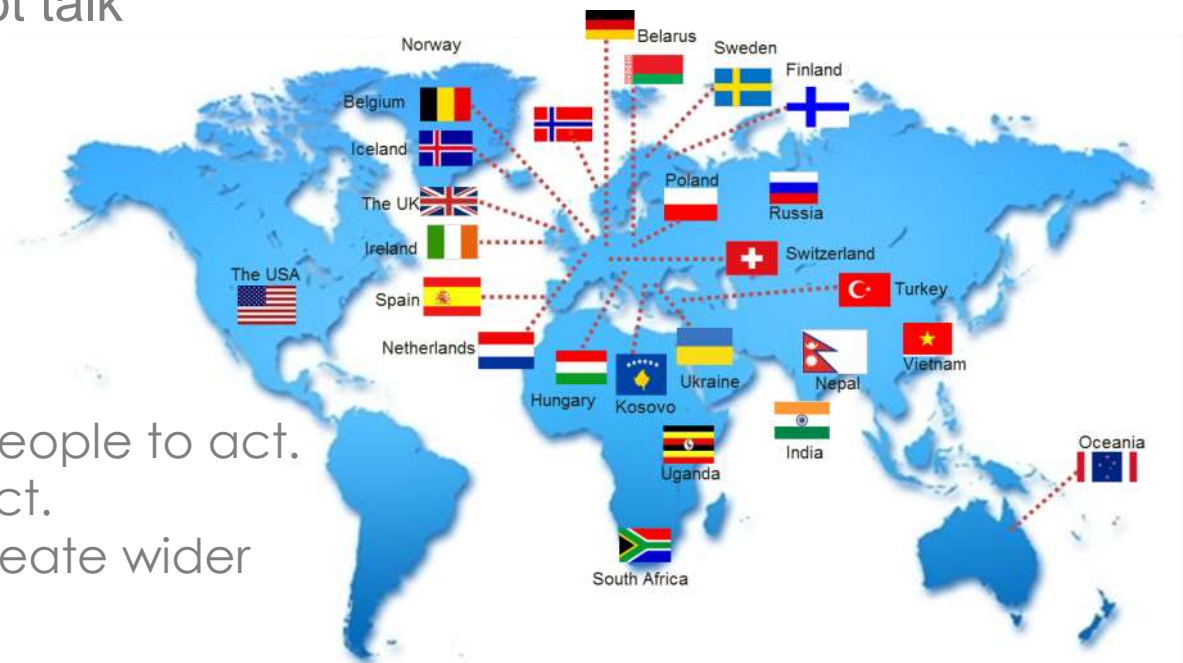 ot talk
Belarus
Norway
Sweden
Finland
Belgium
Iceland
Poland
The UK
Russia
Ireland
Switzerland
The USA
Turkey
Spain
Netherlands
Vietnam
Ukraine
Nepal
Hungary
Kosovo
eople to act.
Oceania
India
Uganda
ct.
eate wider
South Africa